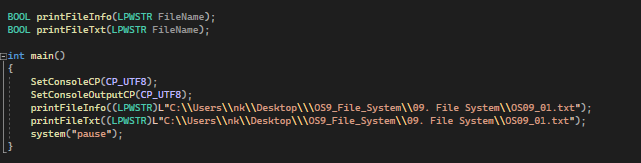 BOOL printFileInfo(LPWSTR FileName);
BOOL printFileTxt(LPWSTR FileName);
int main()
{
SetConsoleCP(CP_UTF8);
SetConsoleOutputCP(CP_UTF8);
printFileInfo((LPWSTR)L"C:\\Users\\nk\\Desktop\\\OS9_File_System\\09. File System\\OS09_01.txt");
printFileTxt((LPWSTR)L"C:\\Users\\nk\\Desktop\\\OS9_File_System\\09. File System\\OS09_01.txt");
system("pause");
}